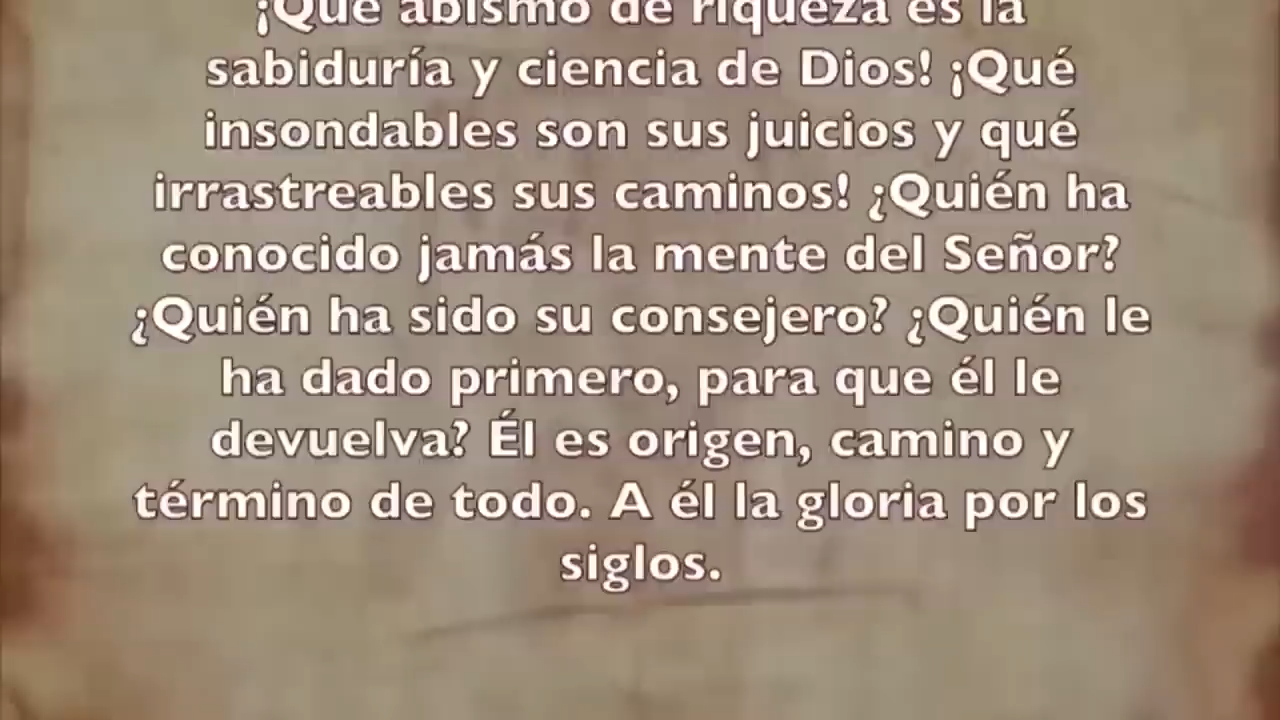 ¡Qué abismo de riqueza es la
sabiduría y ciencia de Dios! ¡Qué
insondables son sus juicios y qué
irrastreables sus caminos! ¿Quién ha
conocido jamás la mente del Señor?
¿Quién ha sido su consejero? ¿Quién le
ha dado primero, para que él le
devuelva? Él es origen, camino y
término de todo. A él la gloria por los
siglos.